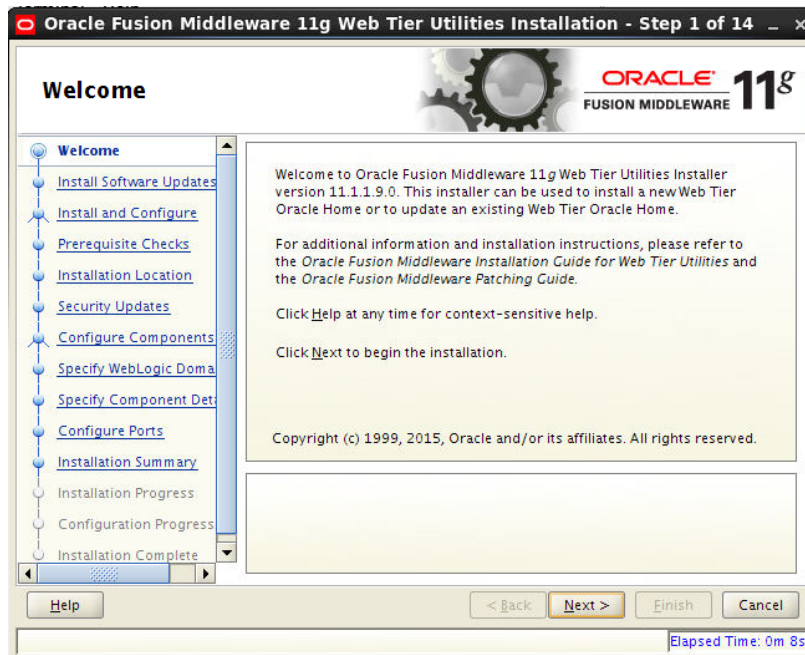 Oracle Fusion Middleware 11g Web Tier Utilities Installation - Step 1 of 14
Welcome
ORACLE
FUSION MIDDLEWARE
11g
Welcome
Install Software Updates
Install and Configure
Prerequisite Checks
Installation Location
Security Updates
Configure Components
Specify WebLogic Doma
Specify Component Det
Configure Ports
Installation Summary
Installation Progress
Configuration Progress
Installation Complete
Welcome to Oracle Fusion Middleware 11g Web Tier Utilities Installer
version 11.1.1.9.0. This installer can be used to install a new Web Tier
Oracle Home or to update an existing Web Tier Oracle Home.
For additional information and installation instructions, please refer to
the Oracle Fusion Middleware Installation Guide for Web Tier Utilities and
the Oracle Fusion Middleware Patching Guide.
Click Help at any time for context-sensitive help.
Click Next to begin the installation.
Copyright (c) 1999, 2015, Oracle and/or its affiliates. All rights reserved.
Help
< Back
Next >
Finish
Cancel
Elapsed Time: 0m 8s